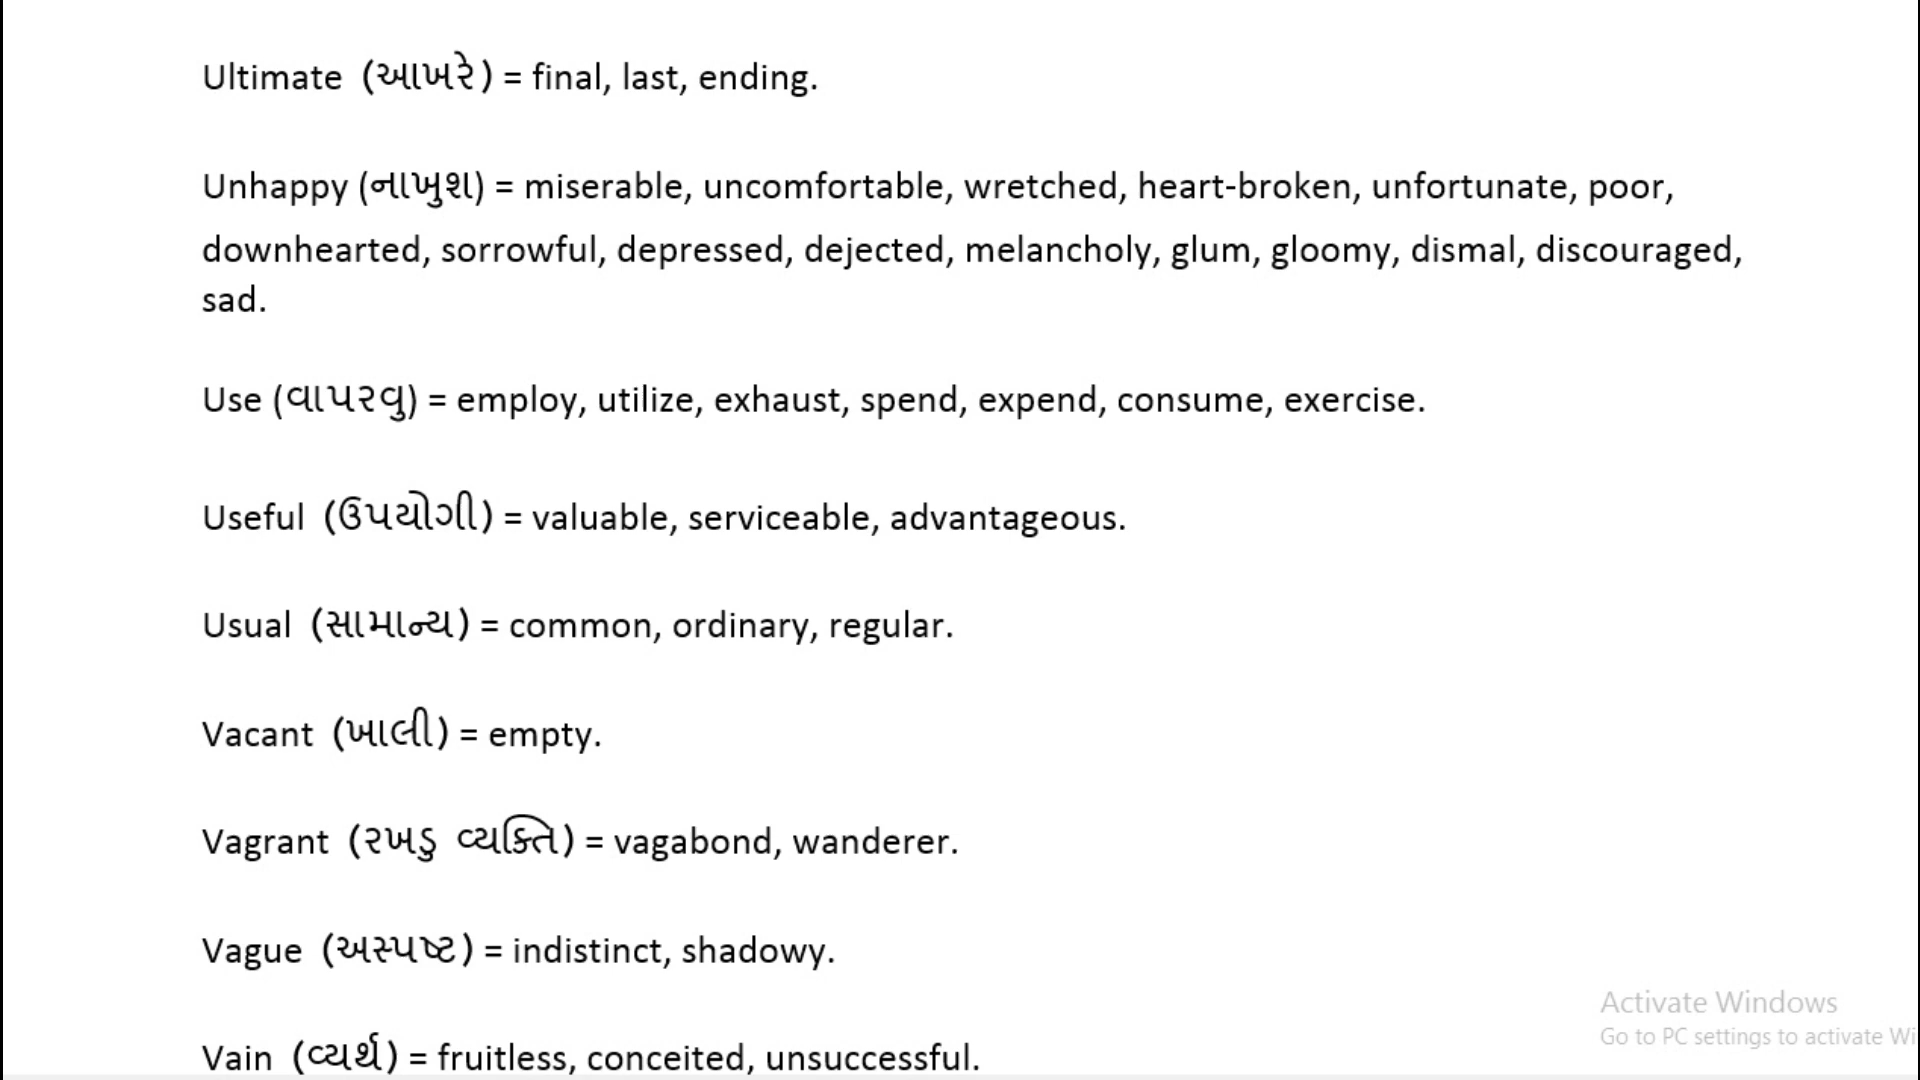 Ultimate (આખરે) = final, last, ending.
Unhappy (નાખુશ) = miserable, uncomfortable, wretched, heart-broken, unfortunate, poor,
downhearted, sorrowful, depressed, dejected, melancholy, glum, gloomy, dismal, discouraged,
sad.
Use (વાપરવુ) = employ, utilize, exhaust, spend, expend, consume, exercise.
Useful (ઉપયોગી) = valuable, serviceable, advantageous.
Usual (સામાન્ય) = common, ordinary, regular.
Vacant (ખાલી) = empty.
Vagrant (રખડુ વ્યક્તિ) = vagabond, wanderer.
Vague (અસ્પષ્ટ) = indistinct, shadowy.
Vain (વ્યર્થ) = fruitless, conceited, unsuccessful.
Activate Windows
Go to PC settings to activate Wi